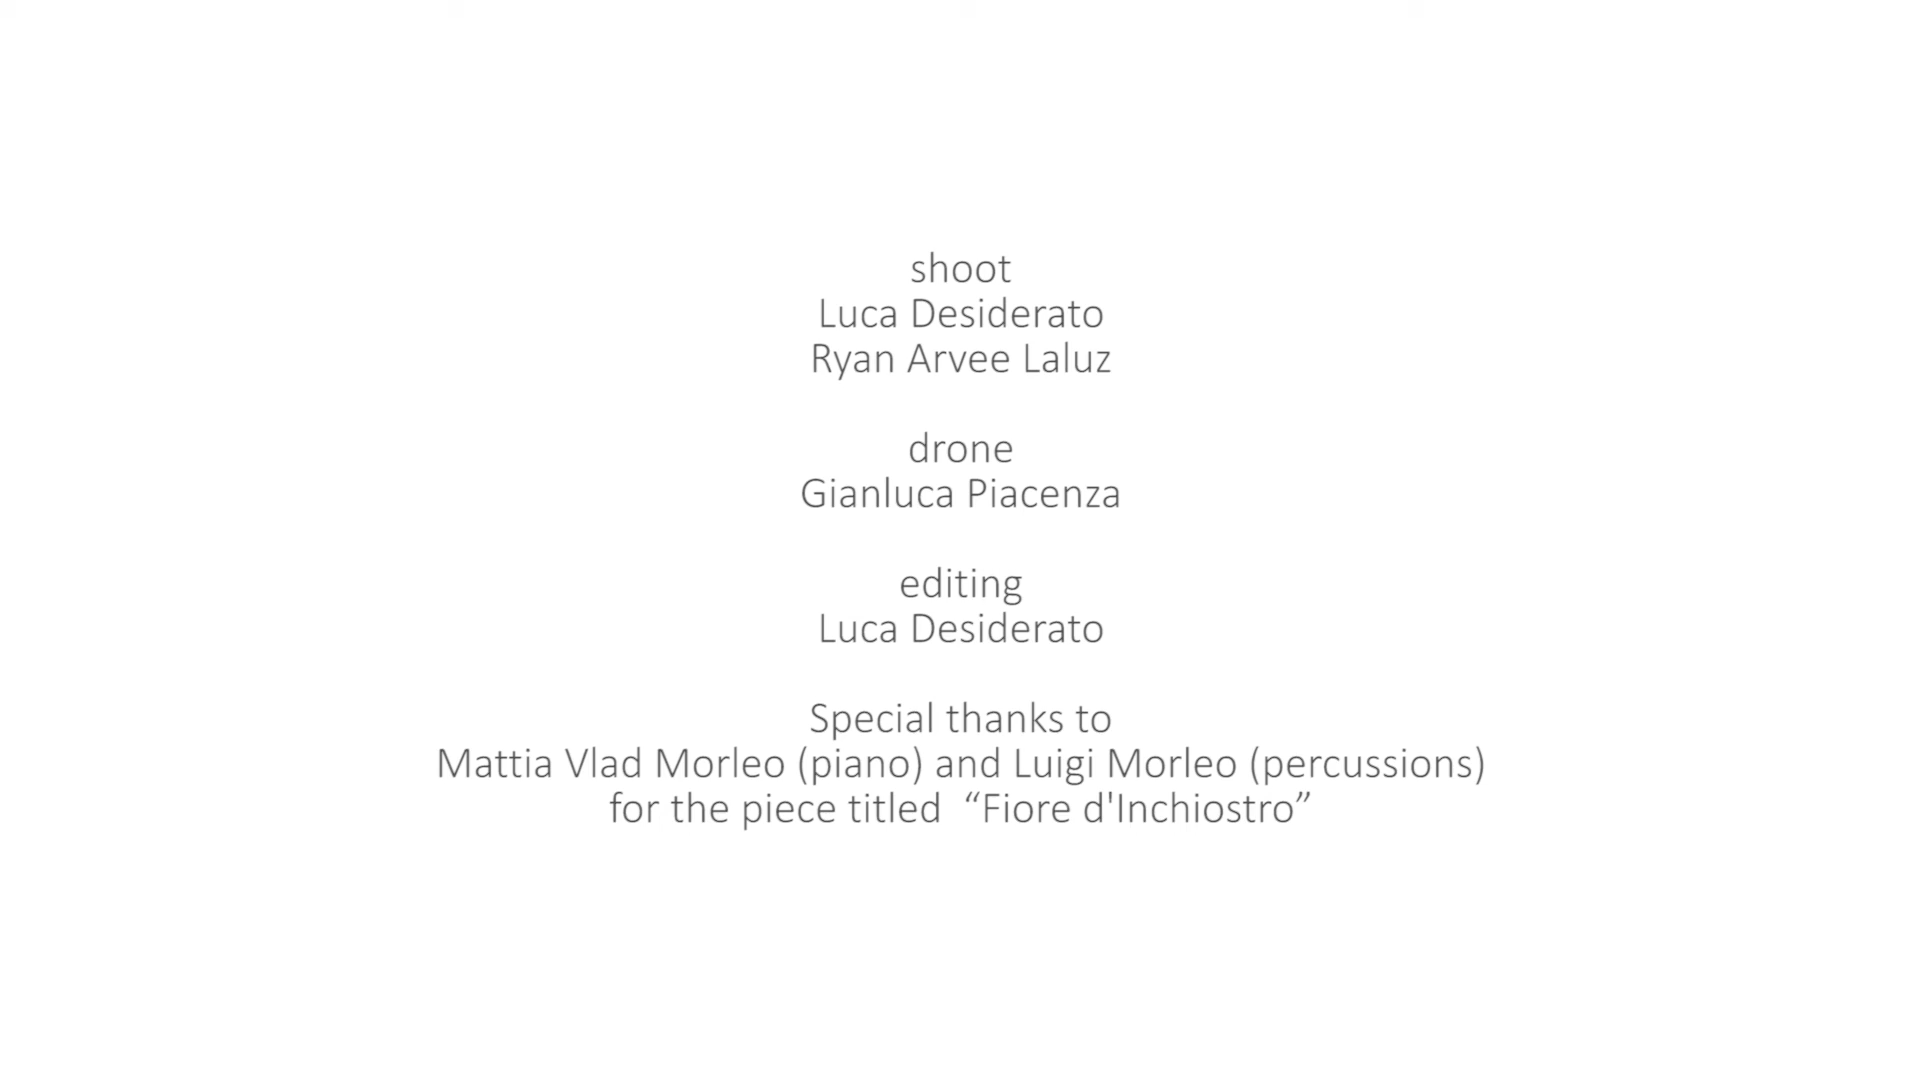 shoot
Luca Desiderato
Ryan Arvee Laluz
drone
Gianluca Piacenza
editing
Luca Desiderato
Special thanks to
Mattia Vlad Morleo (piano) and Luigi Morleo (percussions)
for the piece titled  “Fiore d'Inchiostro”